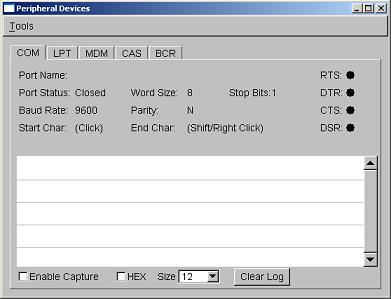 Peripheral Devices
Tools
COM LPT MDM CAS BCR
Port Name: RTS:
Port Status: Closed Word Size: 8 Stop Bits:1 DTR:
Baud Rate: 9600 Parity: N CTS:
Start Char: (Click) End Char: (Shift/Right Click) DSR:
Enable Capture HEX Size 12 Clear Log